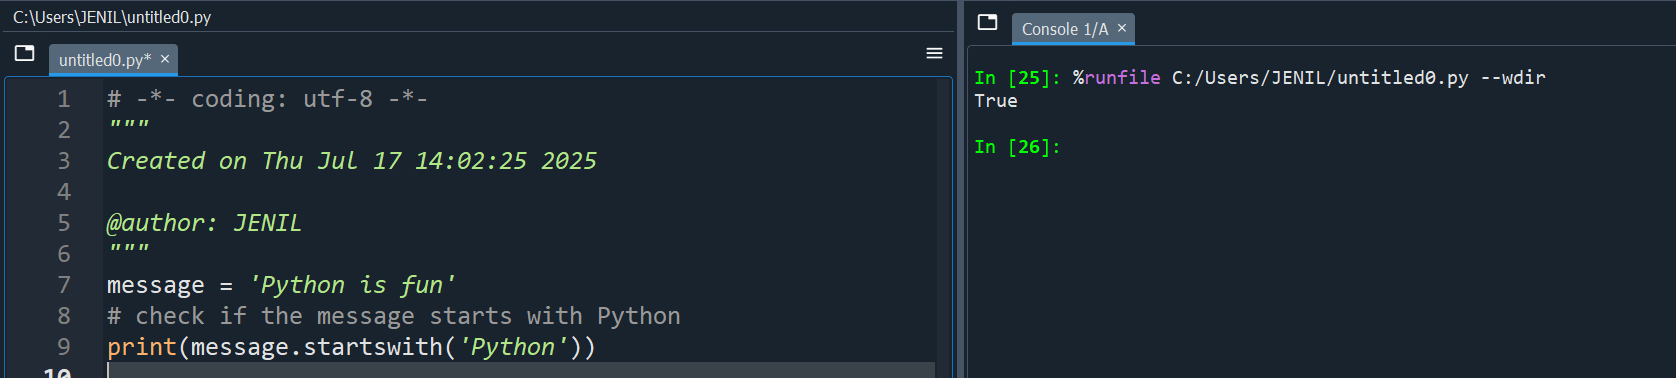 C:\Users\JENIL\untitled0.py
untitled0.py*
1 # -*- coding: utf-8 -*-
2 """
3 Created on Thu Jul 17 14:02:25 2025
4
5 @author: JENIL
6 """
7 message = 'Python is fun'
8 # check if the message starts with Python
9 print(message.startswith('Python'))
10
Console 1/A
In [25]: %runfile C:/Users/JENIL/untitled0.py --wdir
True
In [26]: